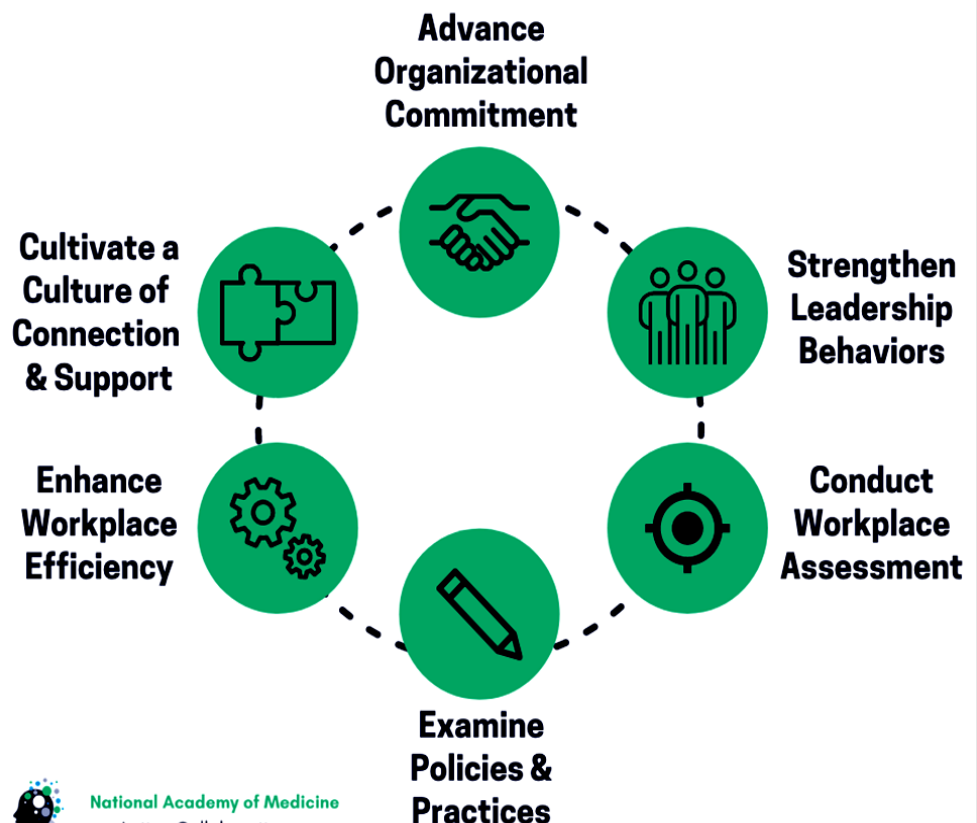 Advance
Organizational
Commitment
Strengthen
Leadership
Behaviors
Conduct
Workplace
Assessment
Examine
Policies &
Practices
Enhance
Workplace
Efficiency
Cultivate a
Culture of
Connection
& Support
National Academy of Medicine